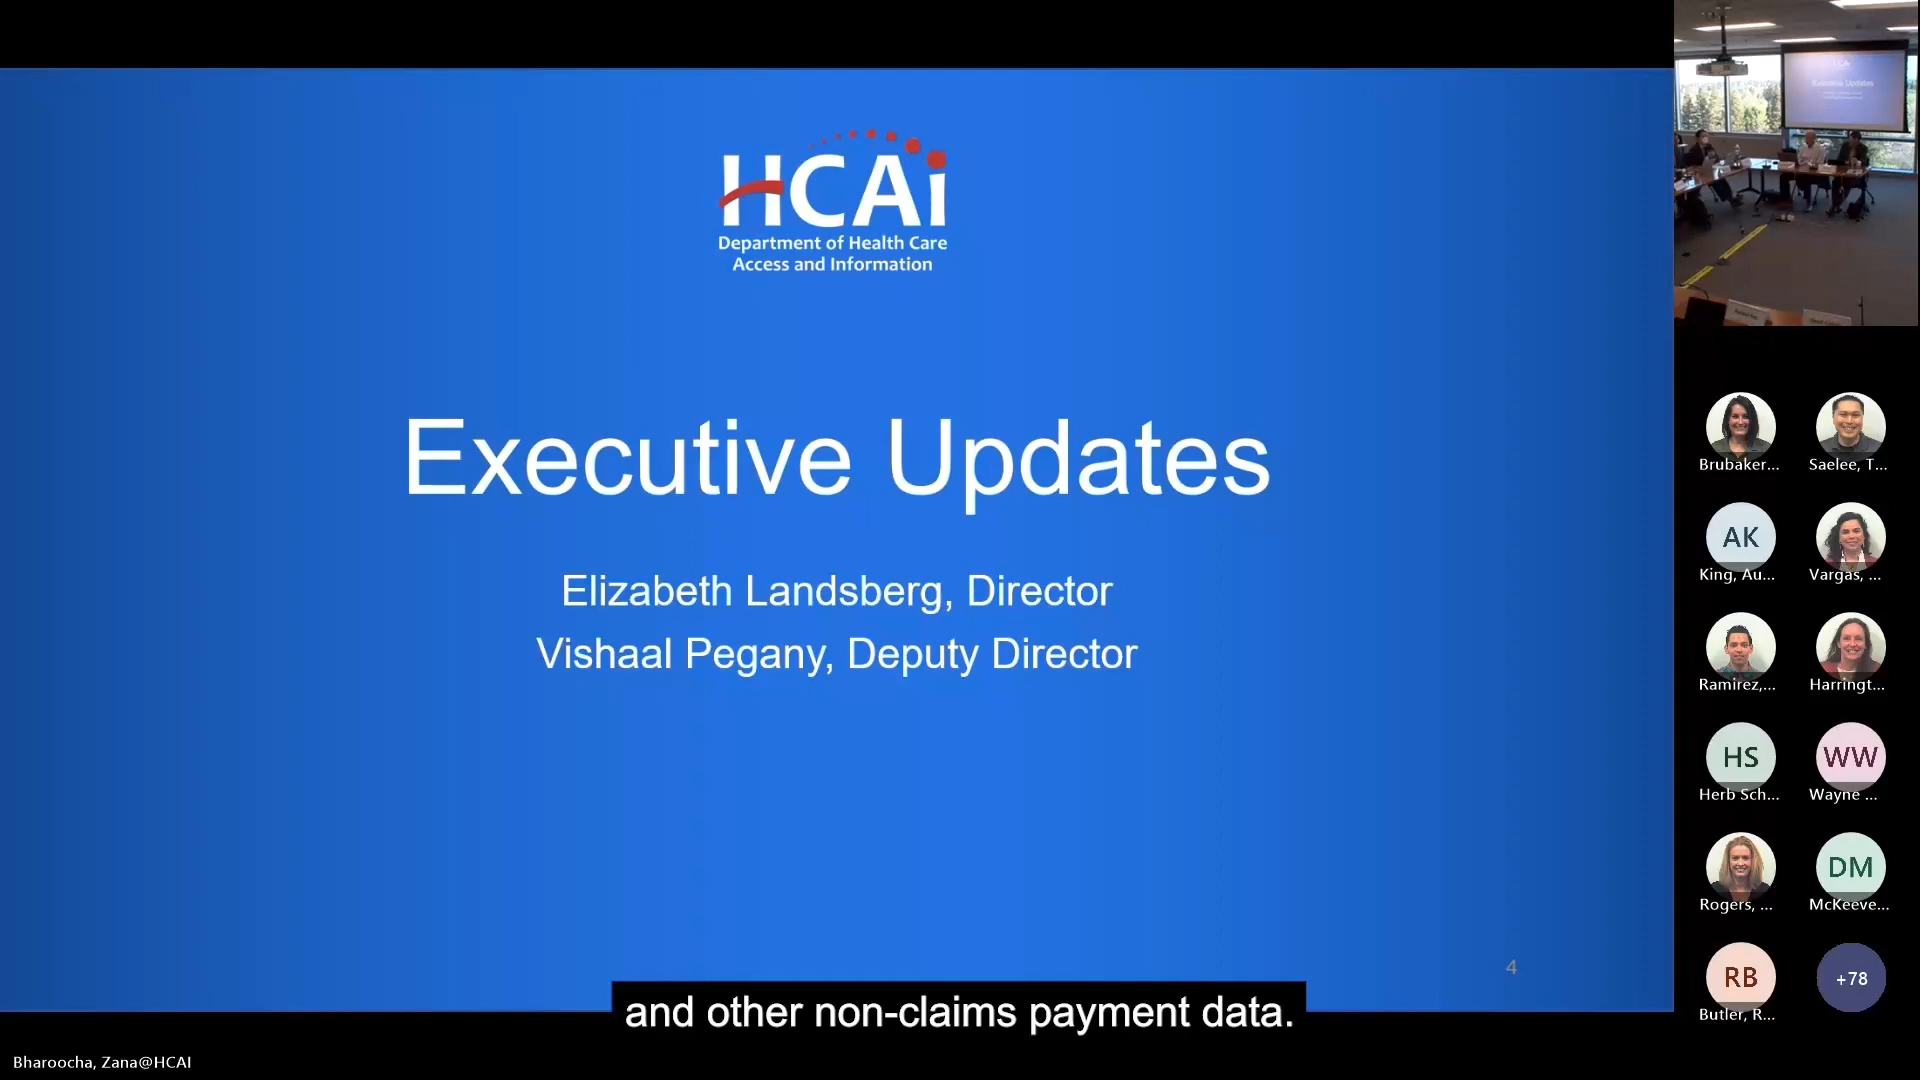 HCAi
Department of Health Care
Access and Information
Executive Updates
Elizabeth Landsberg, Director
Vishaal Pegany, Deputy Director
4
and other non-claims payment data.
Bharoocha, Zana@HCAI
Executive Updates
Brubaker...
Saelee, T...
AK
King, Au...
Vargas, ...
Ramirez,...
Harringt...
HS
Herb Sch...
WW
Wayne ...
Rogers, ...
DM
McKeeve...
RB
Butler, R...
+78